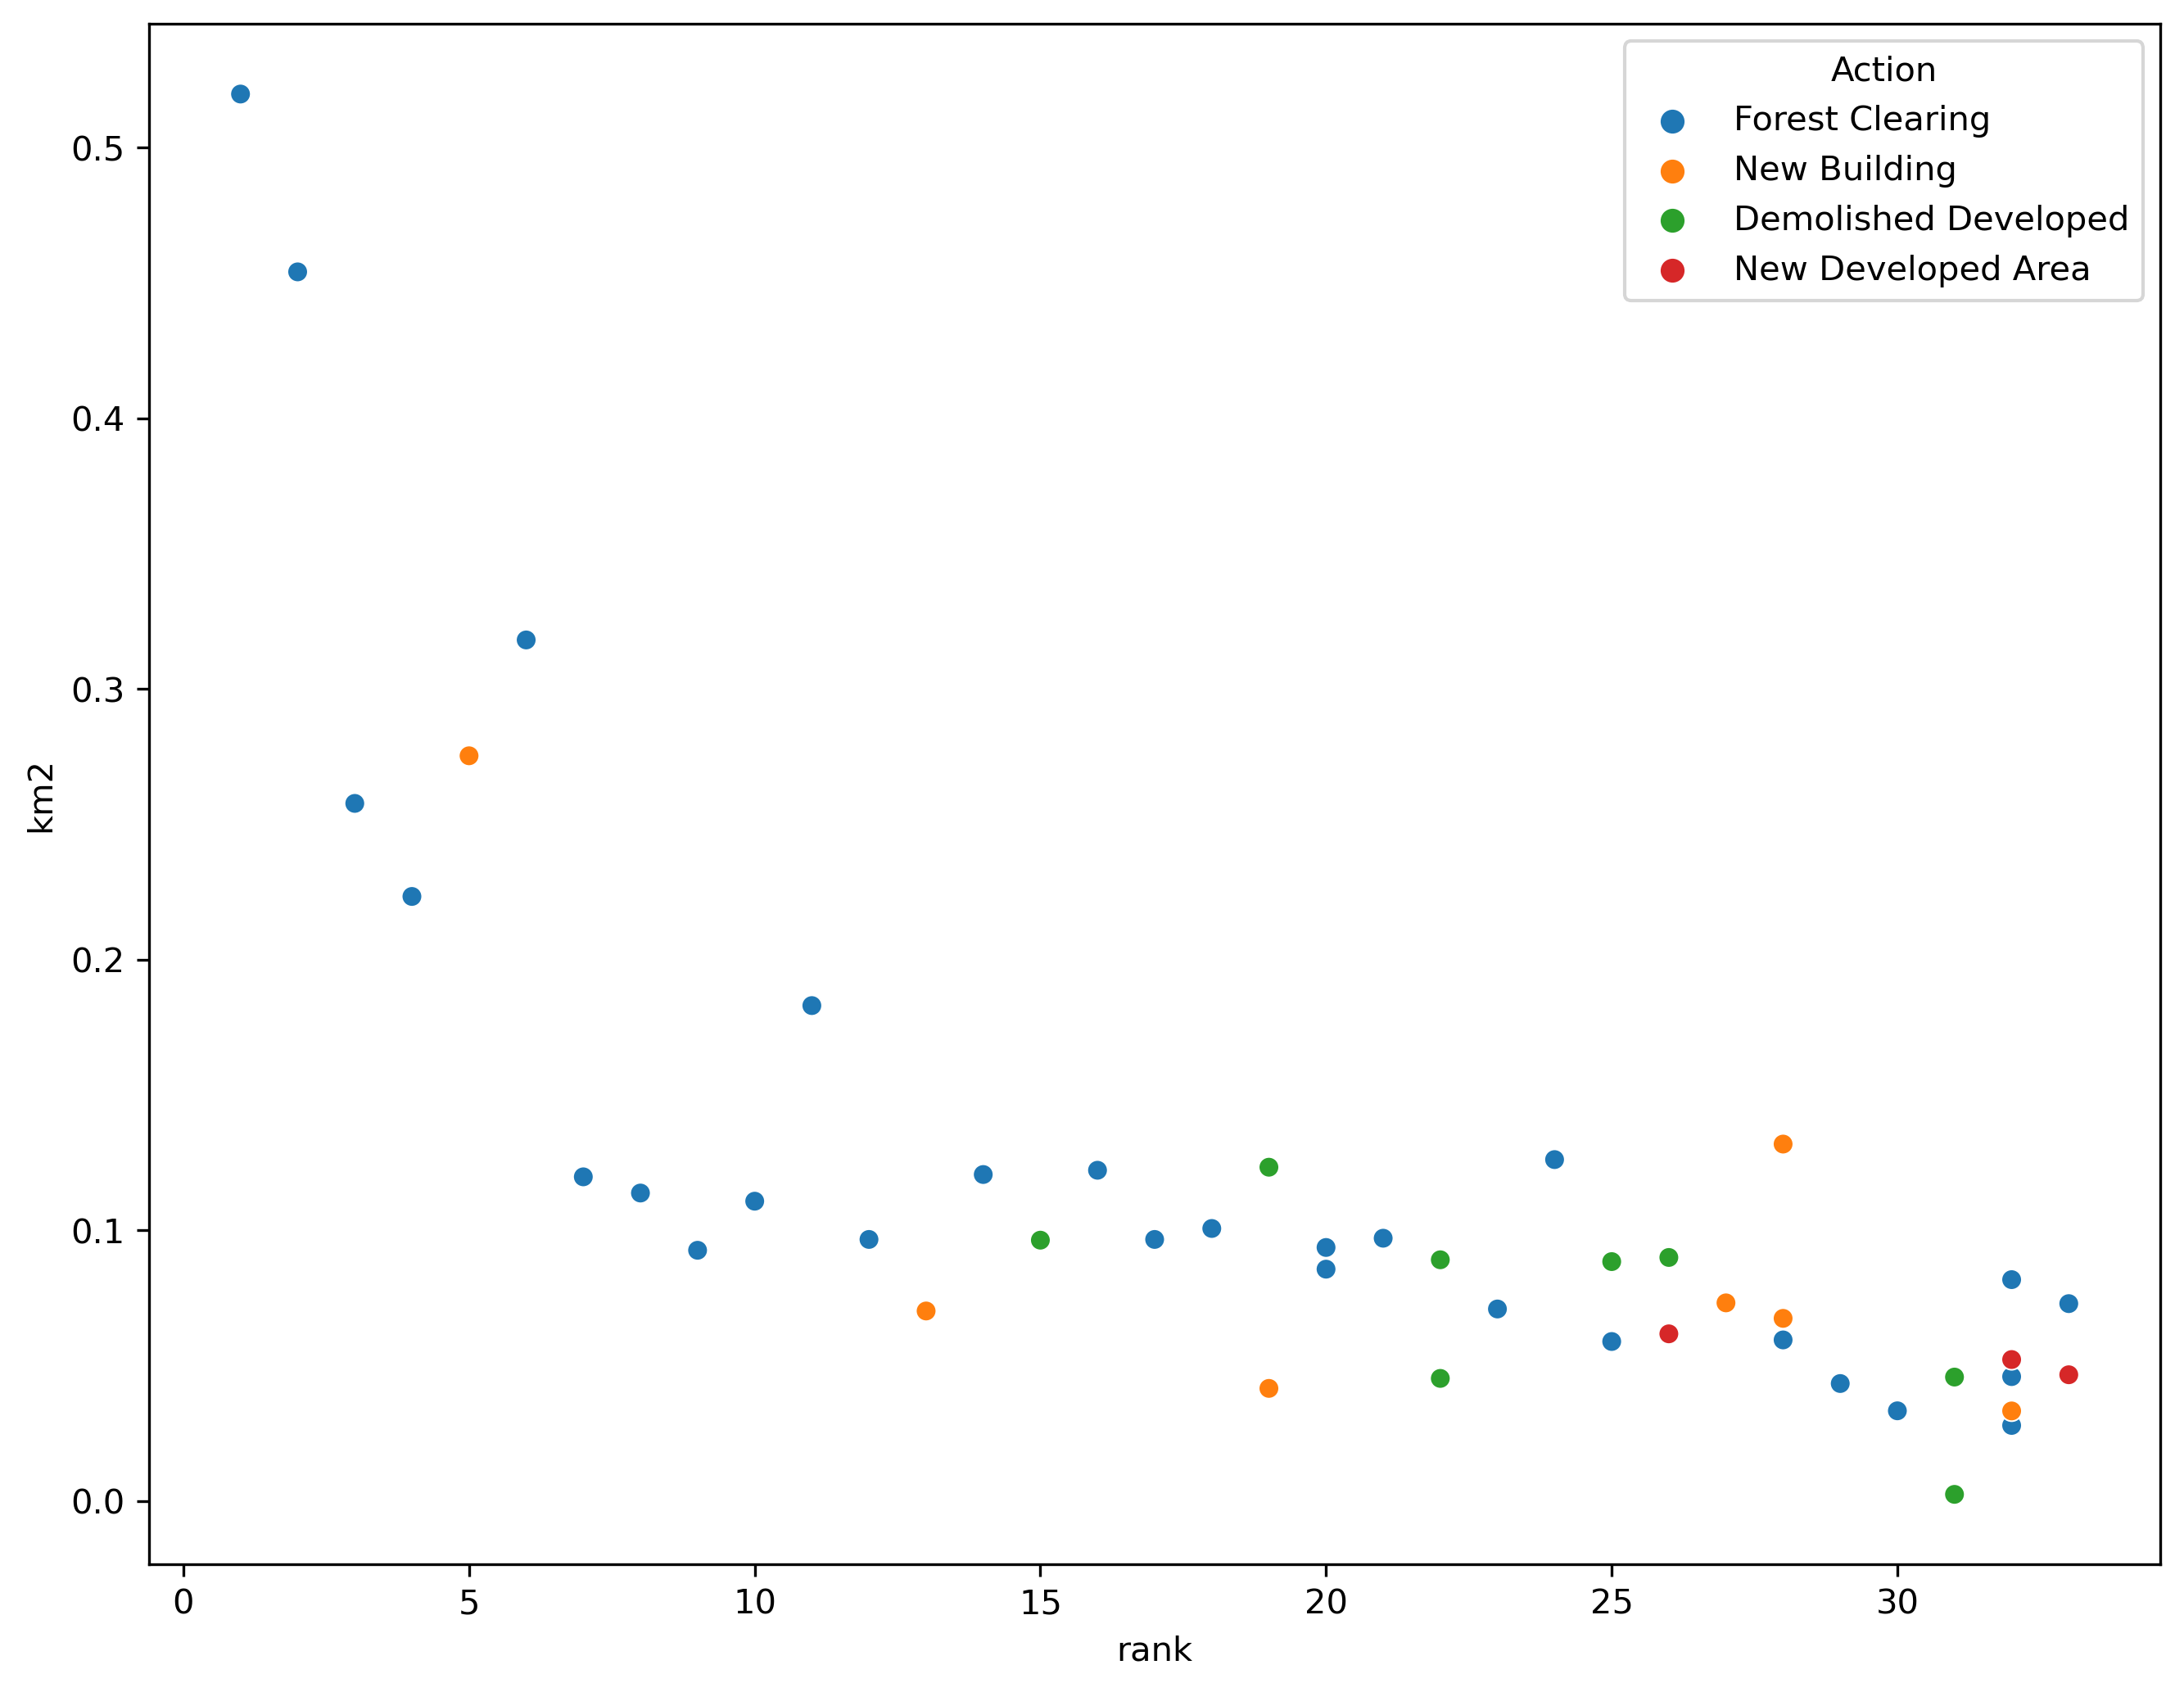 Action
Forest Clearing
New Building
Demolished Developed
New Developed Area
0.5
0.4
0.3
0.2
0.1
0.0
km2
0 5 10 15 20 25 30
rank